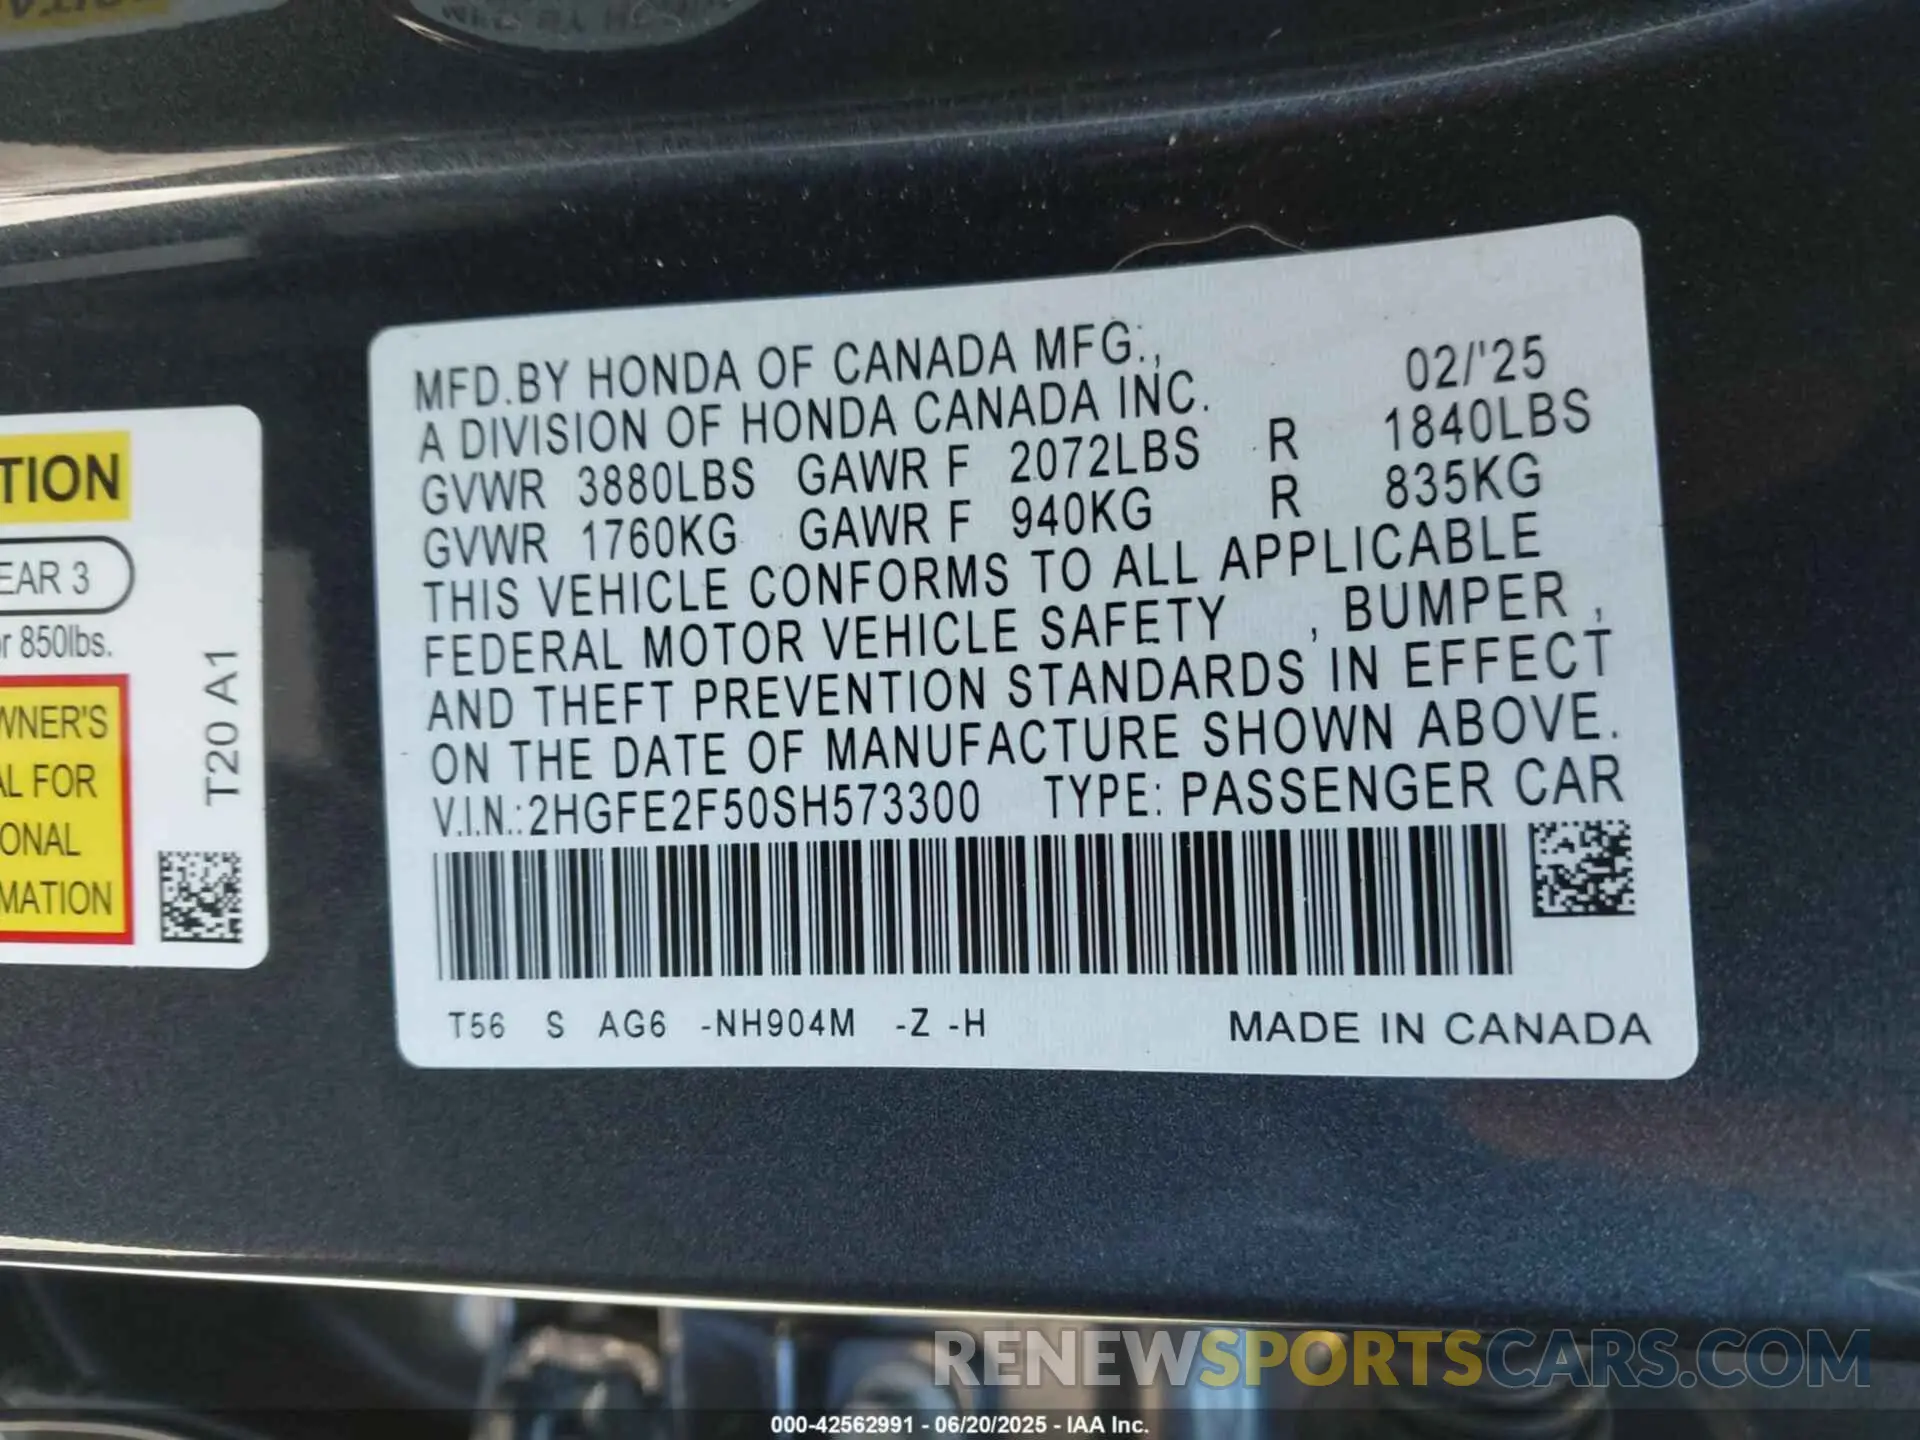 MFD.BY HONDA OF CANADA MFG.,
A DIVISION OF HONDA CANADA INC. 02/'25
GVWR 3880LBS GAWR F 2072LBS R 1840LBS
GVWR 1760KG GAWR F 940KG R 835KG
THIS VEHICLE CONFORMS TO ALL APPLICABLE
FEDERAL MOTOR VEHICLE SAFETY , BUMPER ,
AND THEFT PREVENTION STANDARDS IN EFFECT
ON THE DATE OF MANUFACTURE SHOWN ABOVE.
V.I.N.:2HGFE2F50SH573300 TYPE: PASSENGER CAR
T56 S AG6 -NH904M -Z -H MADE IN CANADA
TION
EAR 3
r 850lbs.
WNER'S
AL FOR
ONAL
MATION
T20 A1
RENEWSPORTSCARS.COM
000-42562991 - 06/20/2025 - IAA Inc.